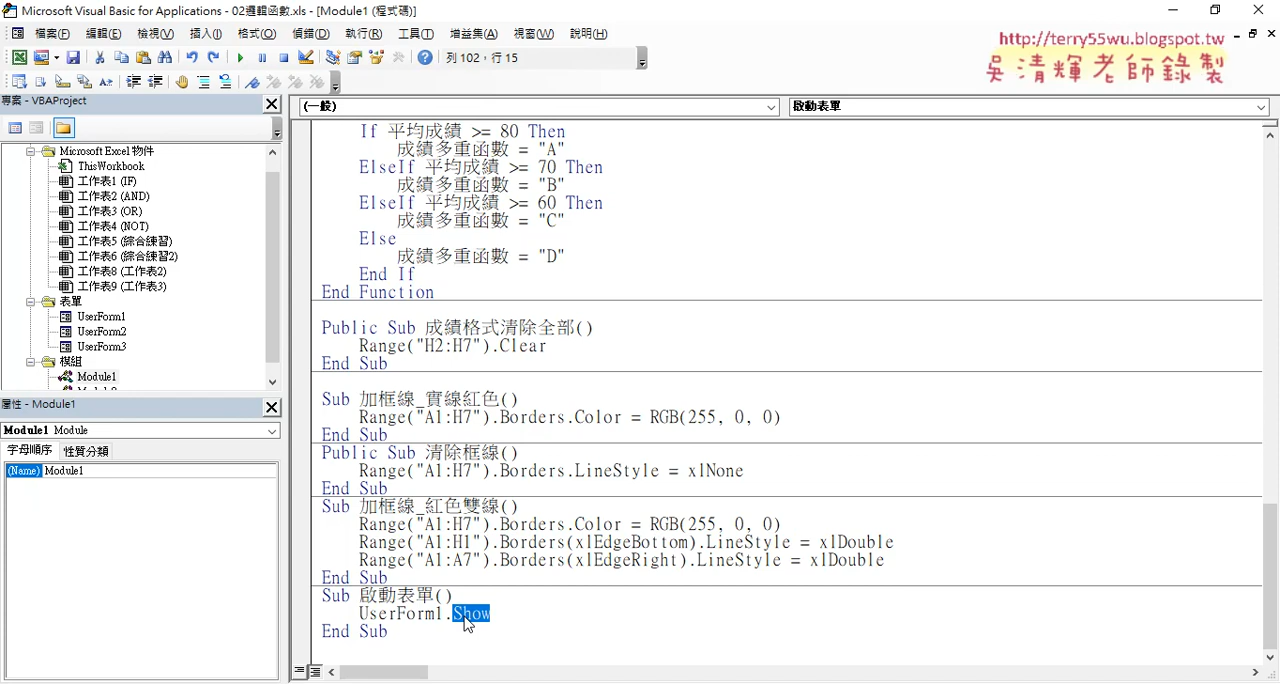 Microsoft Visual Basic for Applications - 02邏輯函數.xls - [Module1 (程式碼)]
檔案(F) 編輯(E) 檢視(V) 插入(I) 格式(O) 偵錯(D) 執行(R) 工具(T) 增益集(A) 視窗(W) 說明(H)
http://terry55wu.blogspot.tw
吳清輝老師錄製
列 102，行 15
專案 - VBAProject
(一般)
啟動表單
Microsoft Excel 物件
ThisWorkbook
工作表1 (IF)
工作表2 (AND)
工作表3 (OR)
工作表4 (NOT)
工作表5 (綜合練習)
工作表6 (綜合練習2)
工作表8 (工作表2)
工作表9 (工作表3)
表單
UserForm1
UserForm2
UserForm3
模組
Module1
屬性 - Module1
Module1 Module
字母順序 性質分類
(Name) Module1
If 平均成績 >= 80 Then
成績多重函數 = "A"
ElseIf 平均成績 >= 70 Then
成績多重函數 = "B"
ElseIf 平均成績 >= 60 Then
成績多重函數 = "C"
Else
成績多重函數 = "D"
End If
End Function
Public Sub 成績格式清除全部()
Range("H2:H7").Clear
End Sub
Sub 加框線_實線紅色()
Range("A1:H7").Borders.Color = RGB(255, 0, 0)
End Sub
Public Sub 清除框線()
Range("A1:H7").Borders.LineStyle = xlNone
End Sub
Sub 加框線_紅色雙線()
Range("A1:H7").Borders.Color = RGB(255, 0, 0)
Range("A1:H1").Borders(xlEdgeBottom).LineStyle = xlDouble
Range("A1:A7").Borders(xlEdgeRight).LineStyle = xlDouble
End Sub
Sub 啟動表單()
UserForm1.Show
End Sub